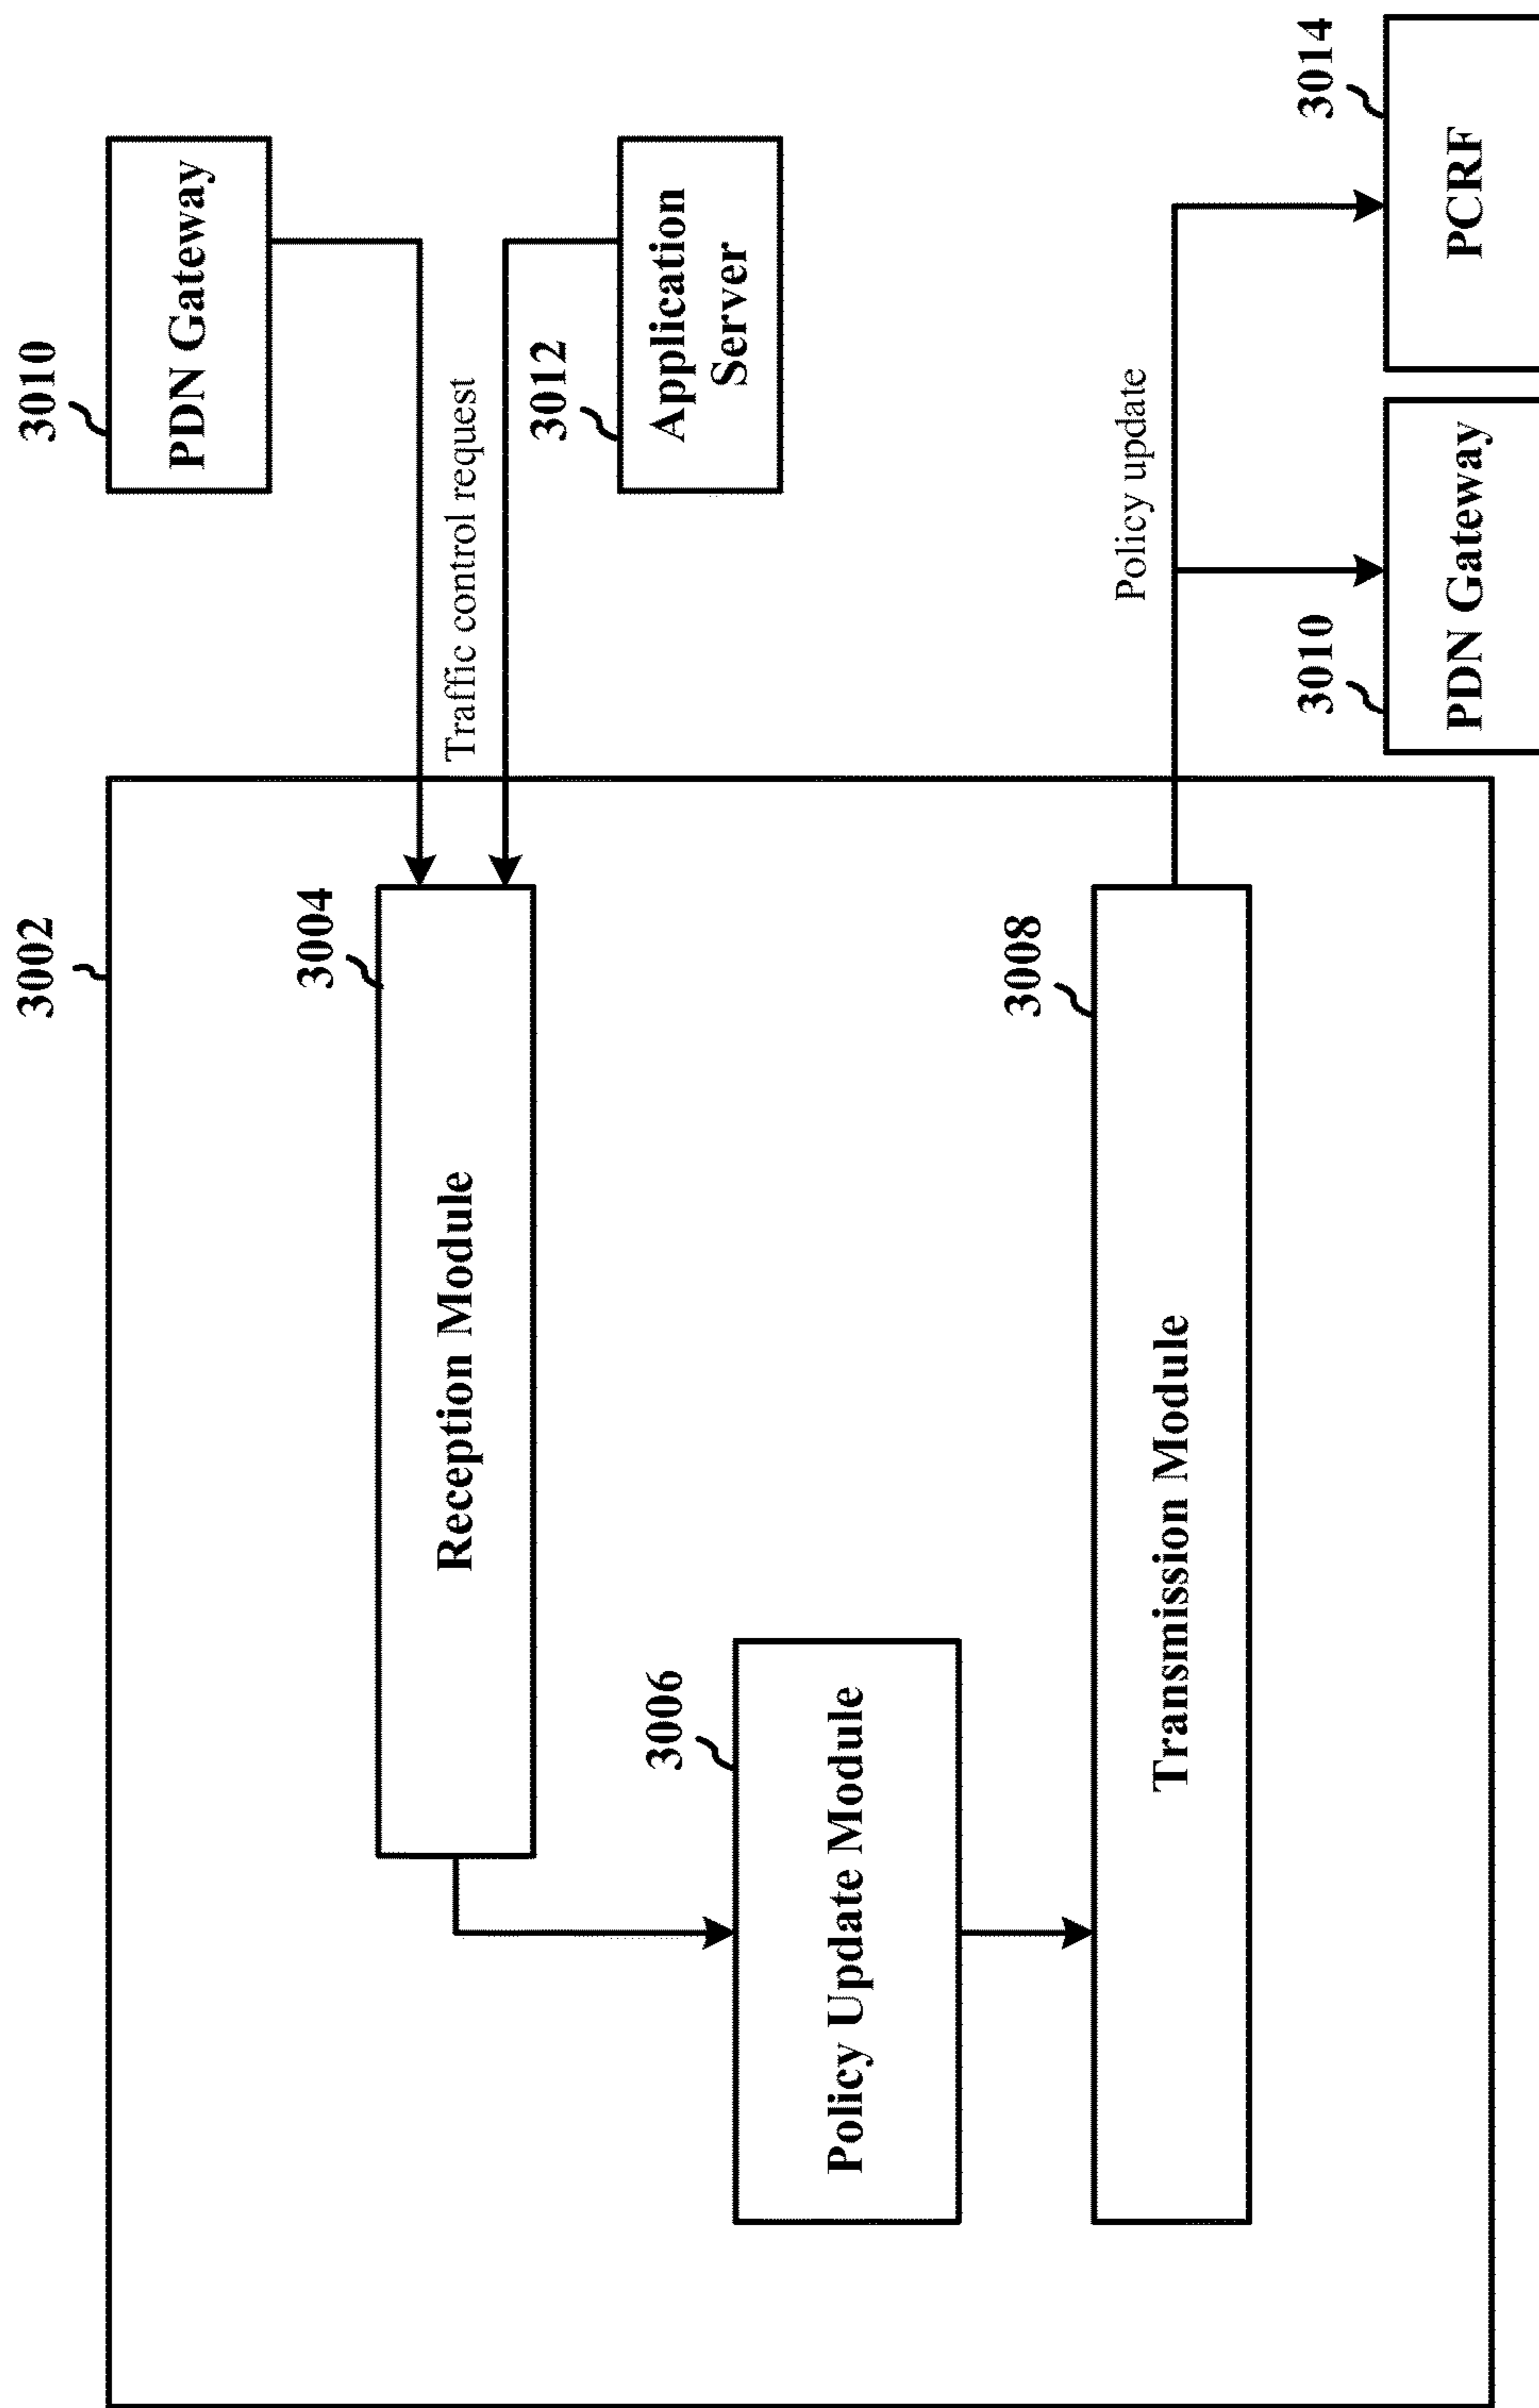 3002
3010
PDN Gateway
3004
Traffic control request
Reception Module
3012
Application
Server
3006
Policy Update Module
3008
Policy update
Transmission Module
3010
PDN Gateway
3014
PCRF